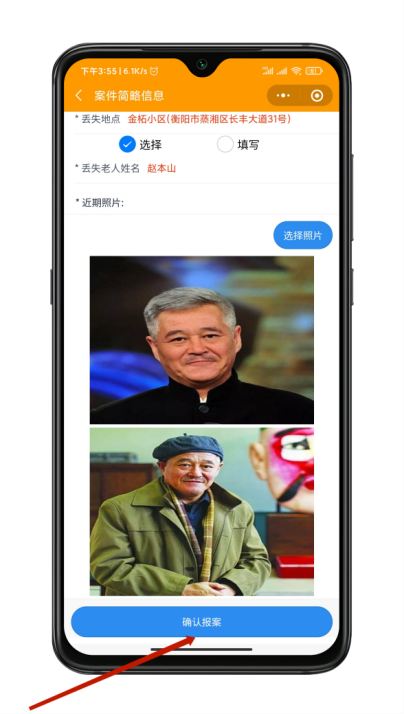 下午3:55 | 6.1K/s
案件简略信息
* 丢失地点 金柘小区(衡阳市蒸湘区长丰大道31号)
选择 填写
* 丢失老人姓名 赵本山
* 近期照片:
选择照片
确认报案